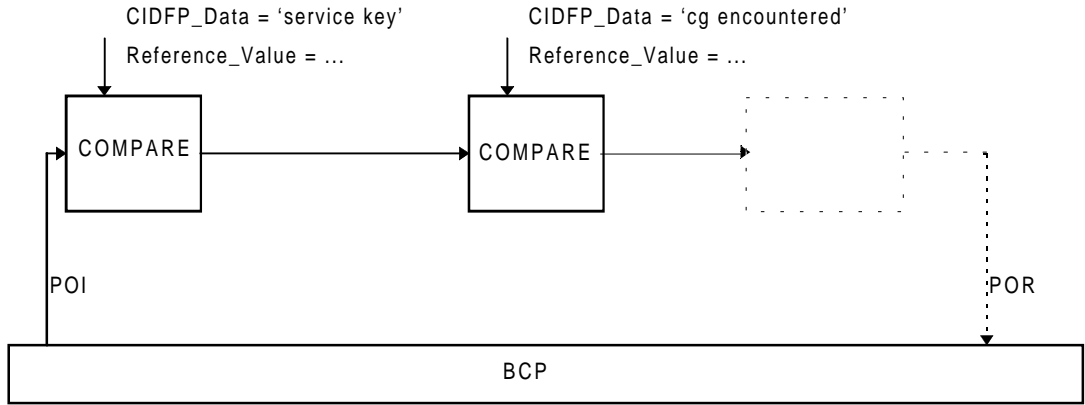 CIDFP_Data = ‘service key’
Reference_Value = ...
CIDFP_Data = ‘cg encountered’
Reference_Value = ...
COMPARE
COMPARE
POI
POR
BCP